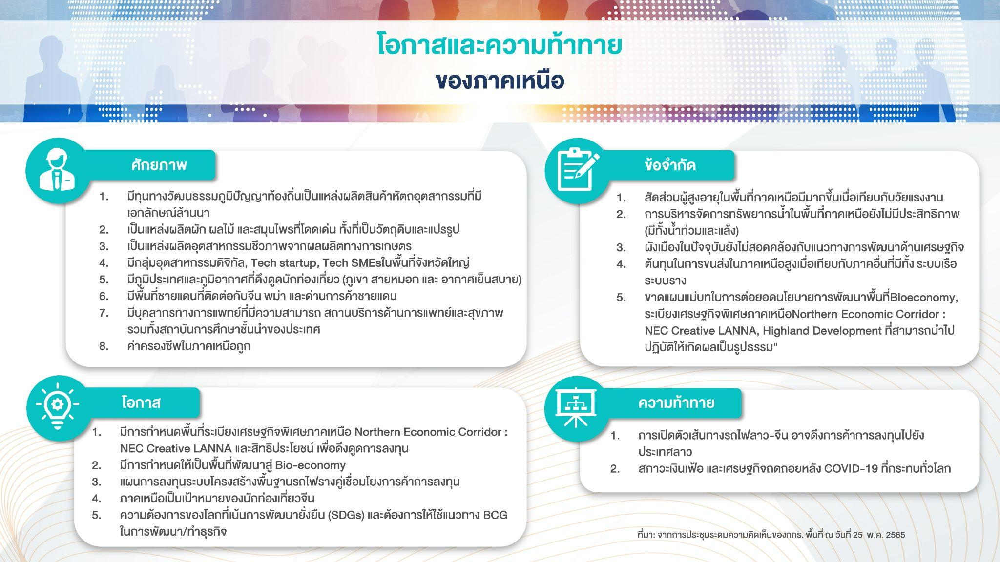 โอกาสและความท้าทาย
ของภาคเหนือ
ศักยภาพ
1. มีทุนทางวัฒนธรรมภูมิปัญญาท้องถิ่นเป็นแหล่งผลิตสินค้าหัตถอุตสากรรมที่มี
เอกลักษณ์ล้านนา
2. เป็นแหล่งผลิตผัก ผลไม้ และสมุนไพรที่โดดเด่น ทั้งที่เป็นวัตถุดิบและแปรรูป
3. เป็นแหล่งผลิตอุตสาหกรรมชีวภาพจากผลผลิตทางการเกษตร
4. มีกลุ่มอุตสาหกรรมดิจิทัล, Tech startup, Tech SMEsในพื้นที่จังหวัดใหญ่
5. มีภูมิประเทศและภูมิอากาศที่ดึงดูดนักท่องเที่ยว (ภูเขา สายหมอก และ อากาศเย็นสบาย)
6. มีพื้นที่ชายแดนที่ติดต่อกับจีน พม่า และด่านการค้าชายแดน
7. มีบุคลากรทางการแพทย์ที่มีความสามารถ สถานบริการด้านการแพทย์และสุขภาพ
รวมทั้งสถาบันการศึกษาชั้นนำของประเทศ
8. ค่าครองชีพในภาคเหนือถูก
ข้อจำกัด
1. สัดส่วนผู้สูงอายุในพื้นที่ภาคเหนือมีมากขึ้นเมื่อเทียบกับวัยแรงงาน
2. การบริหารจัดการทรัพยากรน้ำในพื้นที่ภาคเหนือยังไม่มีประสิทธิภาพ
(มีทั้งน้ำท่วมและแล้ง)
3. ผังเมืองในปัจจุบันยังไม่สอดคล้องกับแนวทางการพัฒนาด้านเศรษฐกิจ
4. ต้นทุนในการขนส่งในภาคเหนือสูงเมื่อเทียบกับภาคอื่นที่มีทั้ง ระบบเรือ
ระบบราง
5. ขาดแผนแม่บทในการต่อยอดนโยบายการพัฒนาพื้นที่Bioeconomy,
ระเบียงเศรษฐกิจพิเศษภาคเหนือNorthern Economic Corridor :
NEC Creative LANNA, Highland Development ที่สามารถนำไป
ปฏิบัติให้เกิดผลเป็นรูปธรรม"
โอกาส
1. มีการกำหนดพื้นที่ระเบียงเศรษฐกิจพิเศษภาคเหนือ Northern Economic Corridor :
NEC Creative LANNA และสิทธิประโยชน์ เพื่อดึงดูดการลงทุน
2. มีการกำหนดให้เป็นพื้นที่พัฒนาสู่ Bio-economy
3. แผนการลงทุนระบบโครงสร้างพื้นฐานรถไฟรางคู่เชื่อมโยงการค้าการลงทุน
4. ภาคเหนือเป็นเป้าหมายของนักท่องเที่ยวจีน
5. ความต้องการของโลกที่เน้นการพัฒนายั่งยืน (SDGs) และต้องการให้ใช้แนวทาง BCG
ในการพัฒนา/ทำธุรกิจ
ความท้าทาย
1. การเปิดตัวเส้นทางรถไฟลาว-จีน อาจดึงการค้าการลงทุนไปยัง
ประเทศลาว
2. สภาวะเงินเฟ้อ และเศรษฐกิจถดถอยหลัง COVID-19 ที่กระทบทั่วโลก
ที่มา: จากการประชุมระดมความคิดเห็นของกกร. พื้นที่ ณ วันที่ 25 พ.ค. 2565